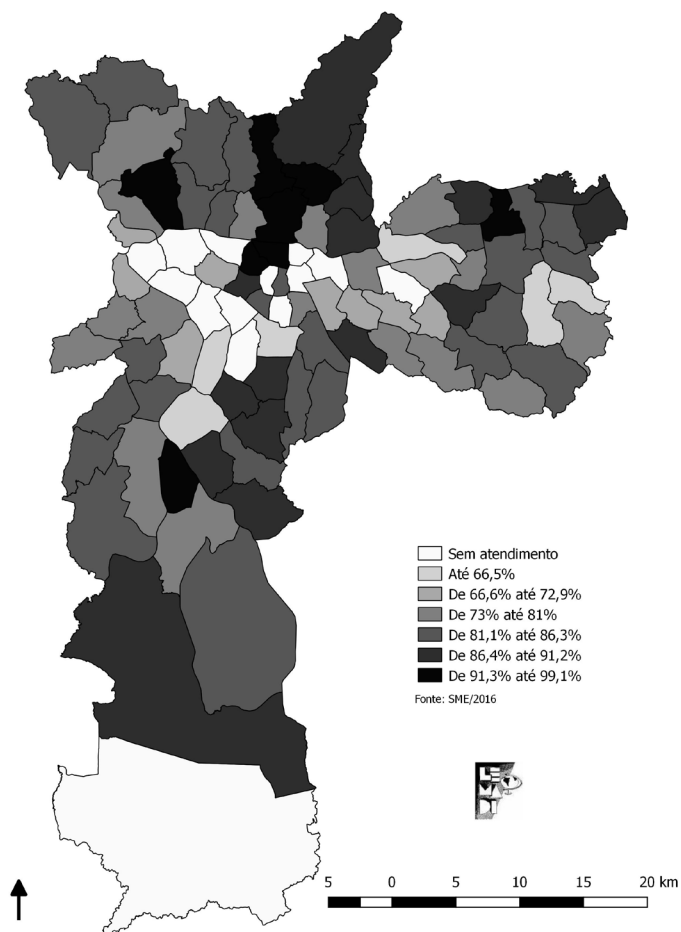 Sem atendimento
Até 66,5%
De 66,6% até 72,9%
De 73% até 81%
De 81,1% até 86,3%
De 86,4% até 91,2%
De 91,3% até 99,1%
Fonte: SME/2016
5 0 5 10 15 20 km